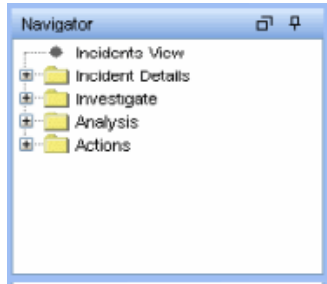 Navigator
Incidents View
Incident Details
Investigate
Analysis
Actions